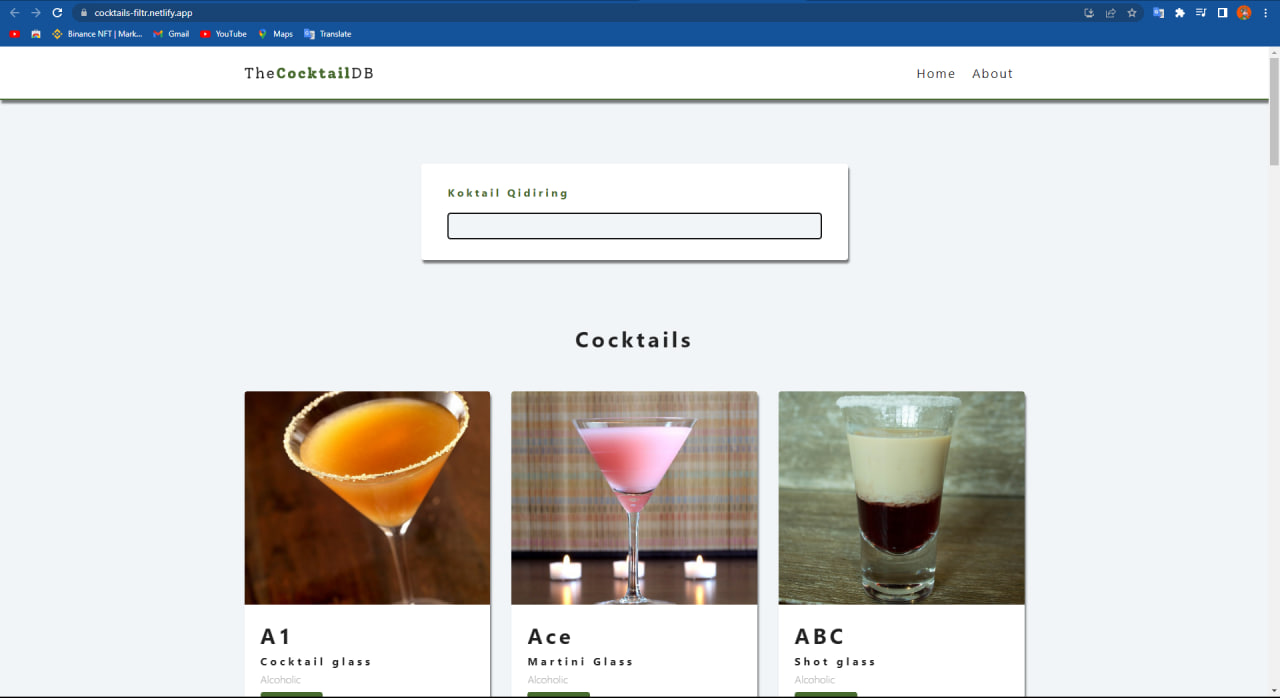 cocktails-filtr.netlify.app
Binance NFT | Mark... Gmail YouTube Maps Translate
TheCocktailDB Home About
Koktail Qidiring
Cocktails
A1 Ace ABC
Cocktail glass Martini Glass Shot glass
Alcoholic Alcoholic Alcoholic